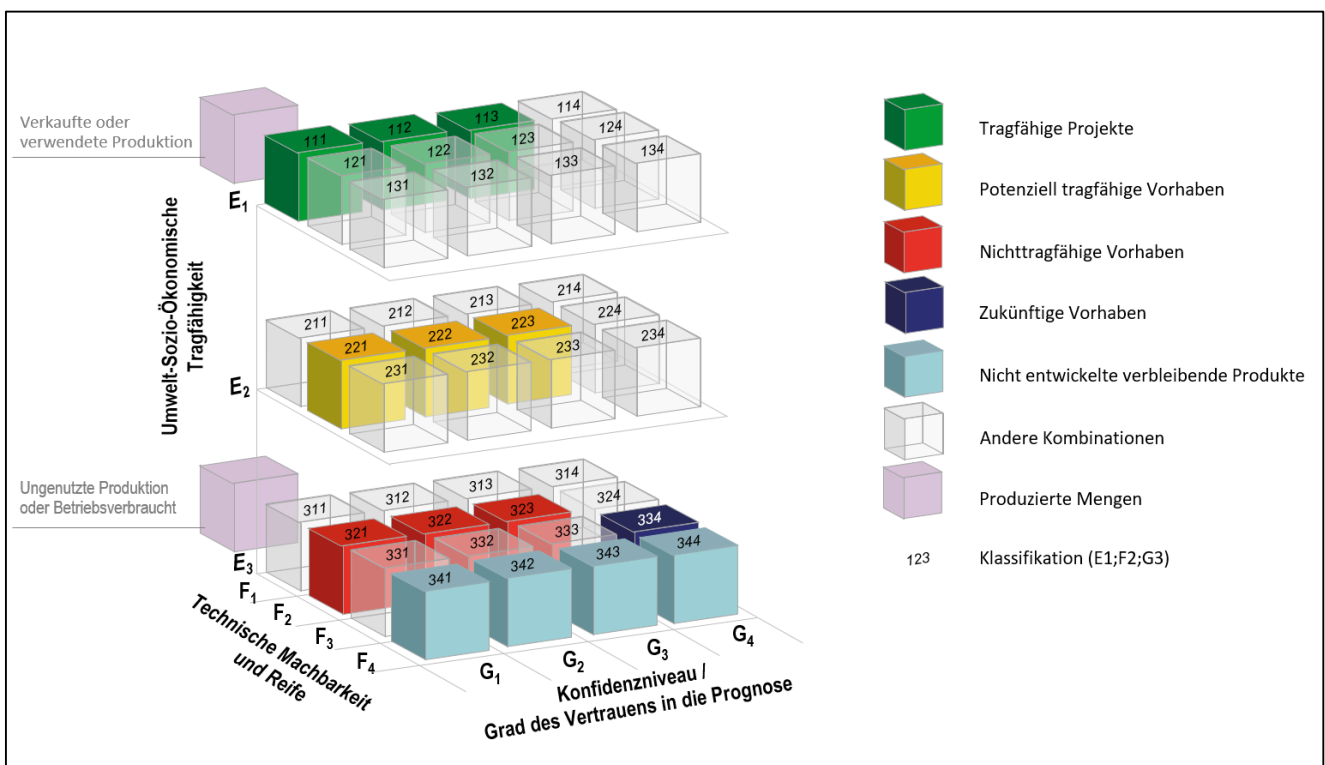 Verkaufte oder
verwendete Produktion
Umwelt-Sozio-Ökonomische
Tragfähigkeit
Ungenutzte Produktion
oder Betriebsverbraucht
E1
111
112
113
114
121
122
123
124
131
132
133
134
E2
211
212
213
214
221
222
223
224
231
232
233
234
E3
311
312
313
314
321
322
323
324
331
332
333
334
341
342
343
344
F1
F2
F3
F4
Technische Machbarkeit
und Reife
G1
G2
G3
G4
Konfidenzniveau /
Grad des Vertrauens in die Prognose
Tragfähige Projekte
Potenziell tragfähige Vorhaben
Nichttragfähige Vorhaben
Zukünftige Vorhaben
Nicht entwickelte verbleibende Produkte
Andere Kombinationen
Produzierte Mengen
123 Klassifikation (E1;F2;G3)